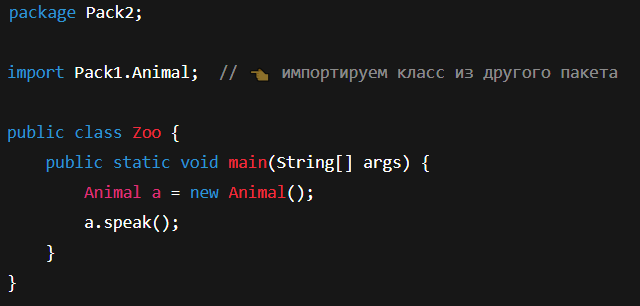 package Pack2;
import Pack1.Animal;  // 👈 импортируем класс из другого пакета
public class Zoo {
    public static void main(String[] args) {
        Animal a = new Animal();
        a.speak();
    }
}